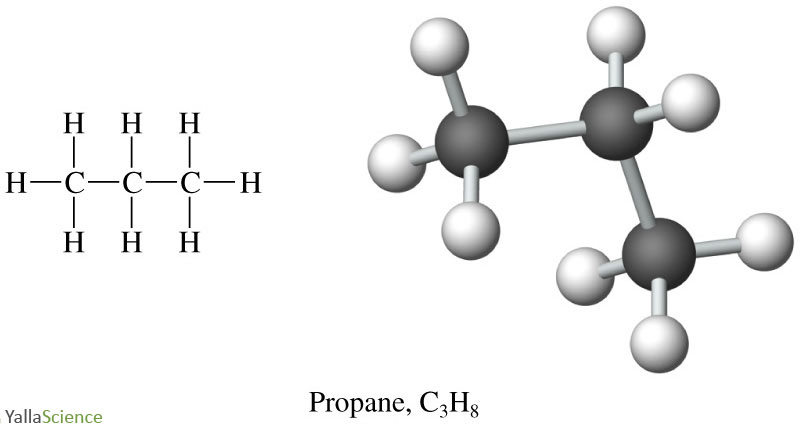 H H H
H—C—C—C—H
H H H
Propane, C₃H₈
YallaScience